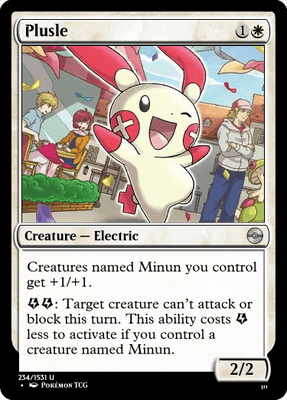 Plusle 1
Creature — Electric
Creatures named Minun you control
get +1/+1.
: Target creature can't attack or
block this turn. This ability costs
less to activate if you control a
creature named Minun.
2/2
234/1531 U
• Pokémon TCG